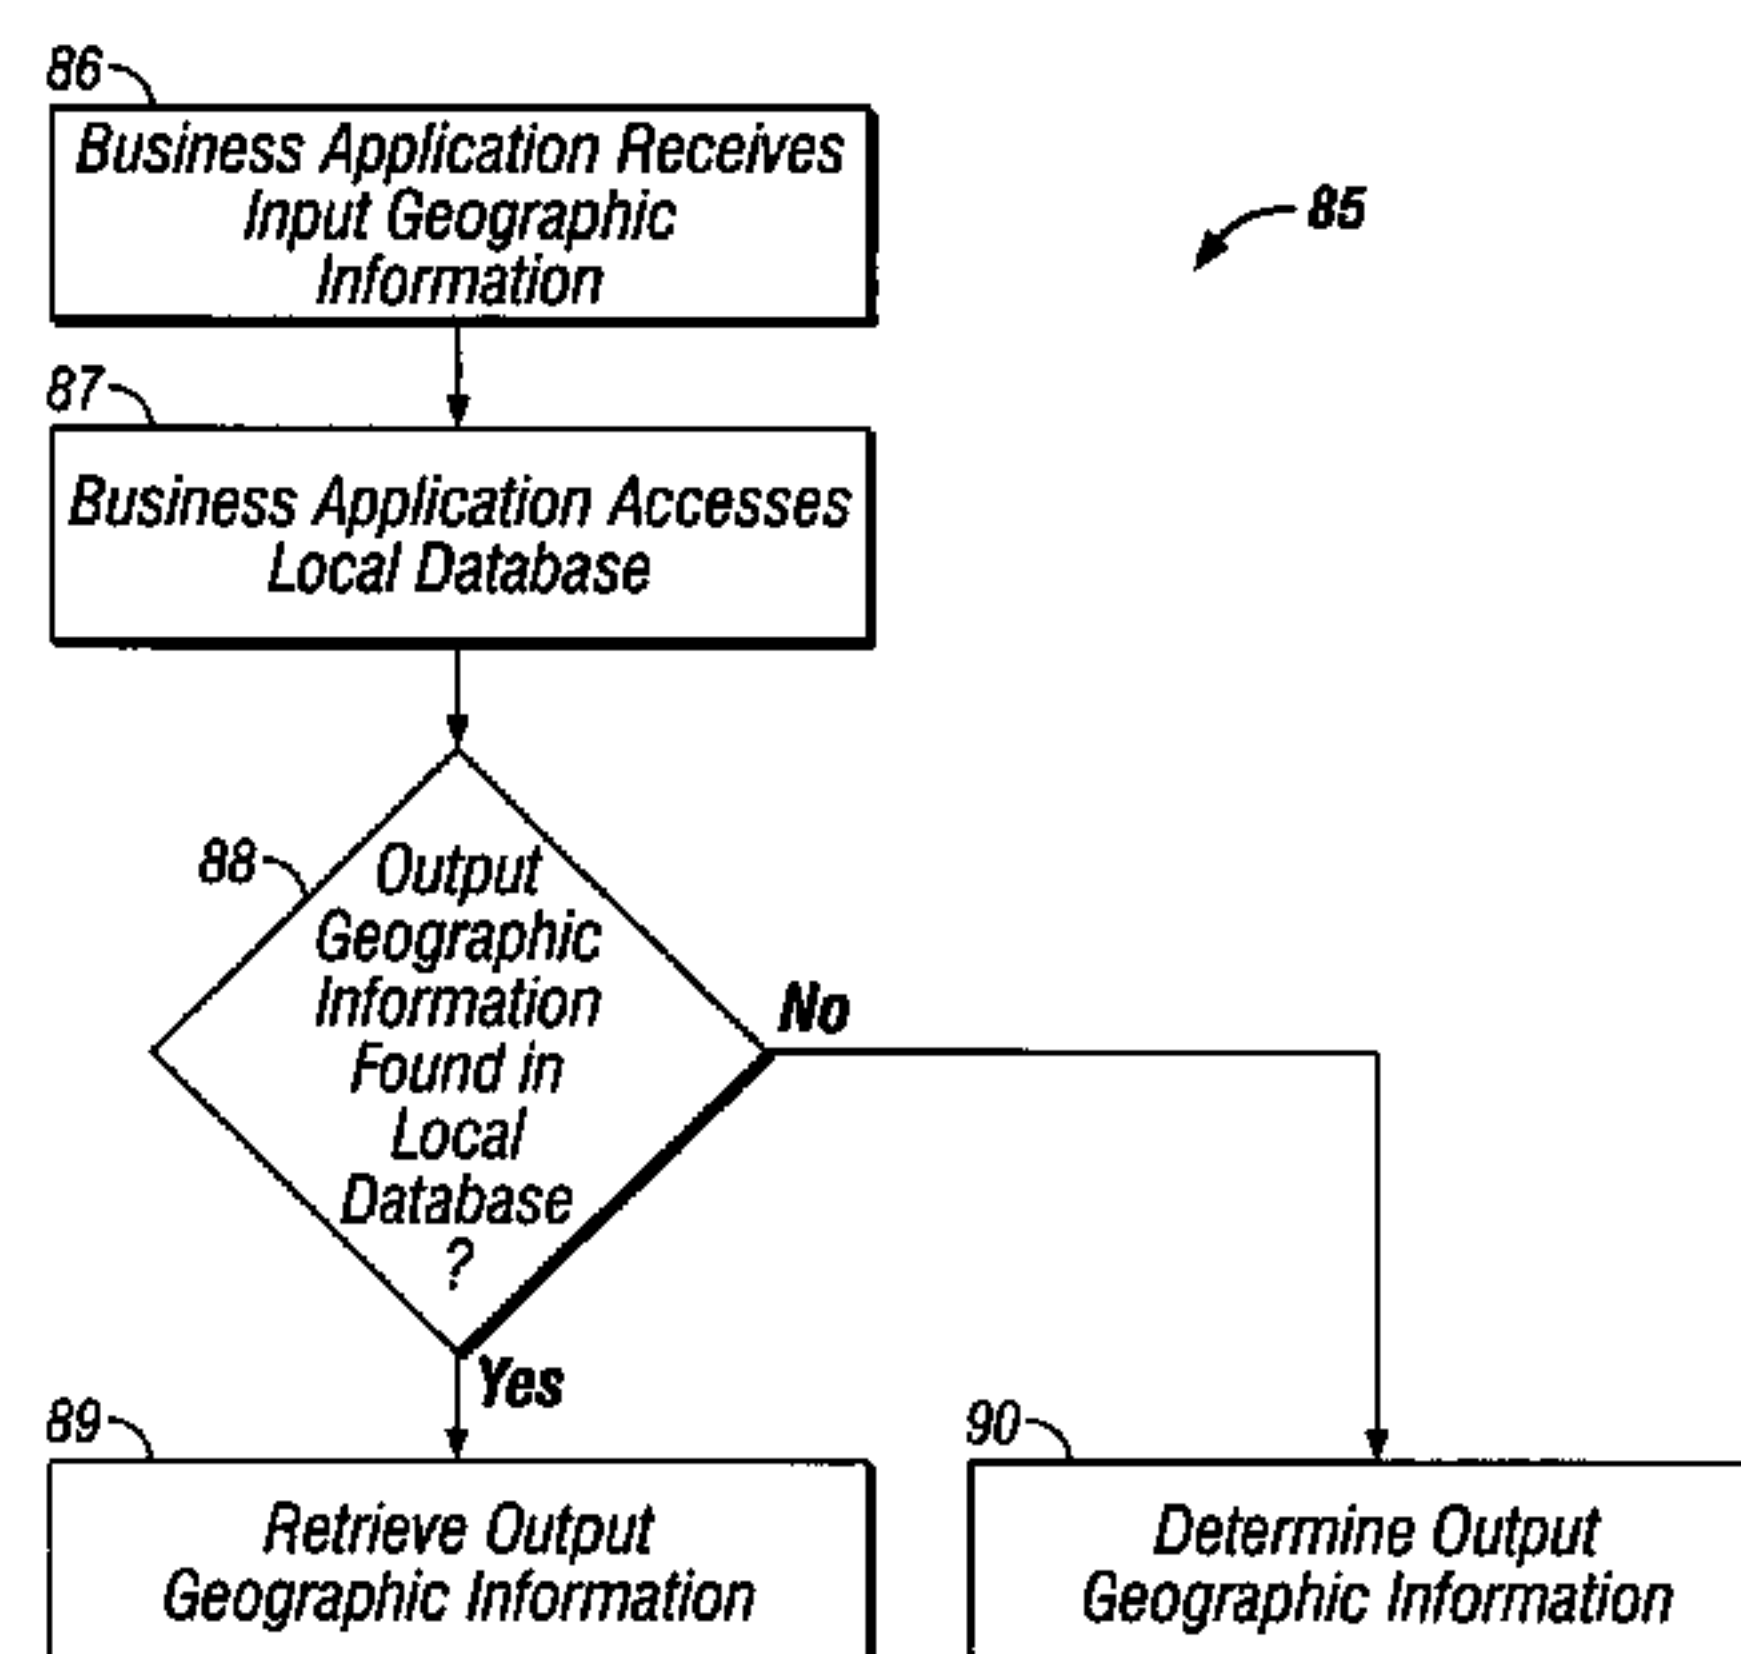 86
Business Application Receives
Input Geographic
Information
85
87
Business Application Accesses
Local Database
88
Output
Geographic
Information
Found in
Local
Database
?
No
Yes
89
Retrieve Output
Geographic Information
90
Determine Output
Geographic Information